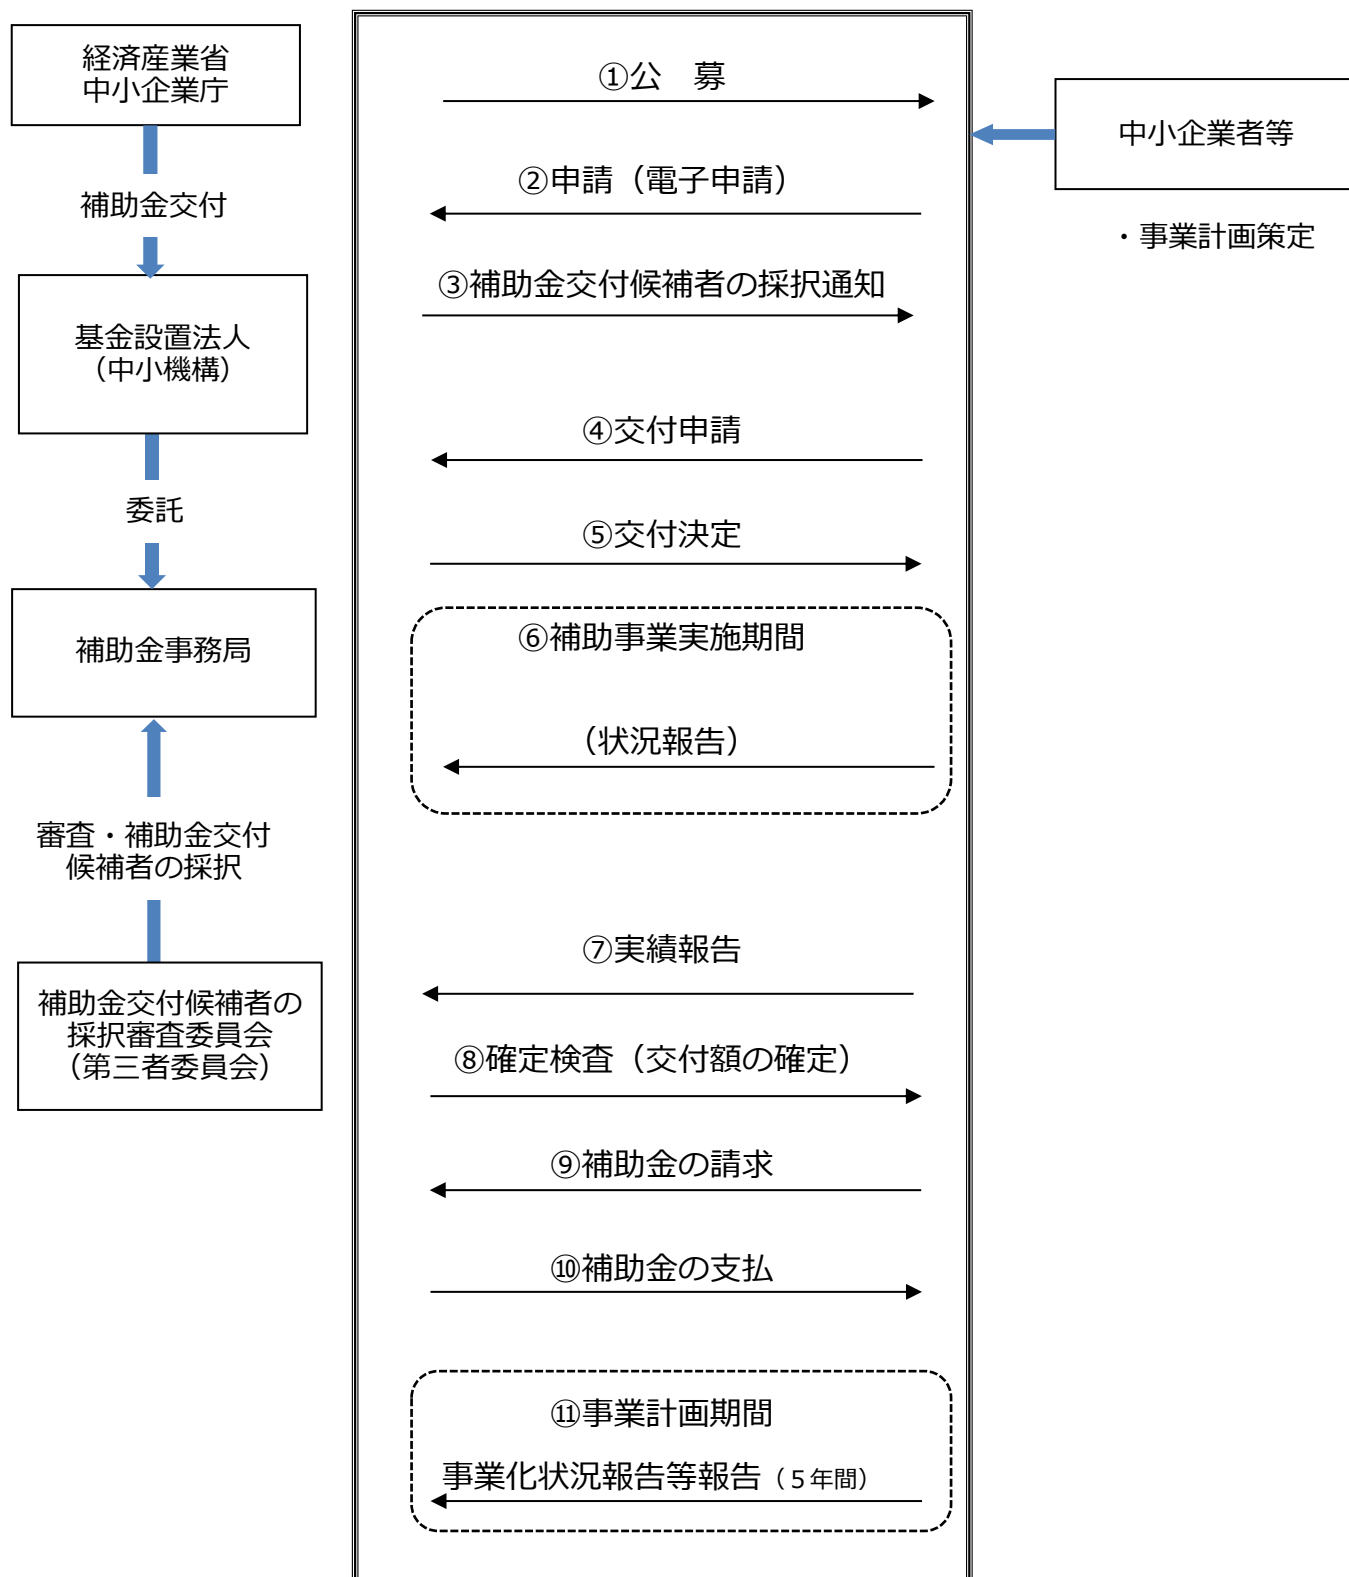 経済産業省
中小企業庁
補助金交付
基金設置法人
（中小機構）
委託
補助金事務局
審査・補助金交付
候補者の採択
補助金交付候補者の
採択審査委員会
（第三者委員会）
①公　募
②申請（電子申請）
③補助金交付候補者の採択通知
④交付申請
⑤交付決定
⑥補助事業実施期間
（状況報告）
⑦実績報告
⑧確定検査（交付額の確定）
⑨補助金の請求
⑩補助金の支払
⑪事業計画期間
事業化状況報告等報告（５年間）
中小企業者等
・事業計画策定